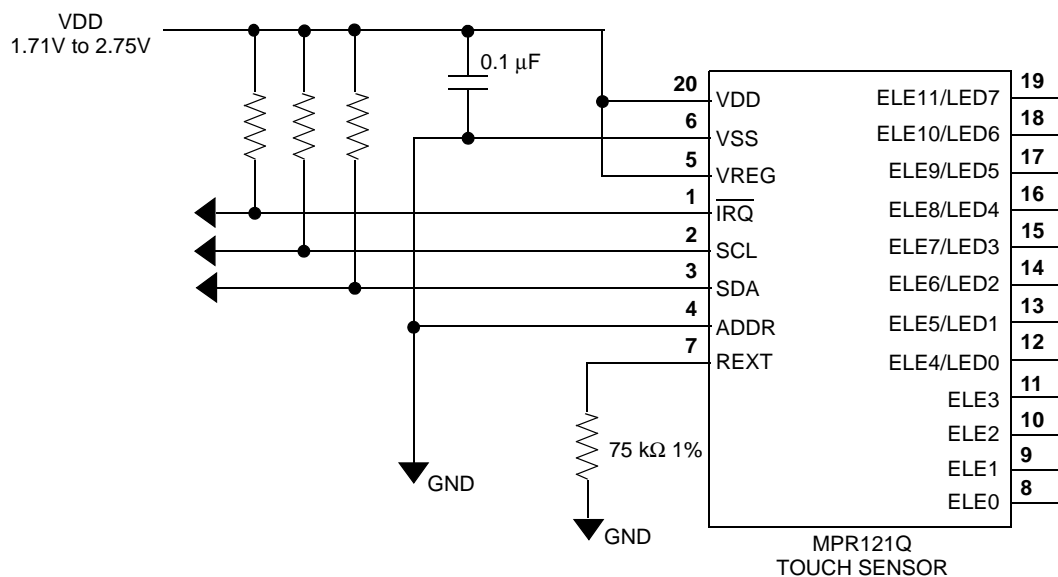 VDD
1.71V to 2.75V
0.1 μF
20
VDD
6
VSS
5
VREG
1
IRQ
2
SCL
3
SDA
4
ADDR
7
REXT
75 kΩ 1%
GND
GND
ELE11/LED7
19
ELE10/LED6
18
ELE9/LED5
17
ELE8/LED4
16
ELE7/LED3
15
ELE6/LED2
14
ELE5/LED1
13
ELE4/LED0
12
ELE3
11
ELE2
10
ELE1
9
ELE0
8
MPR121Q
TOUCH SENSOR